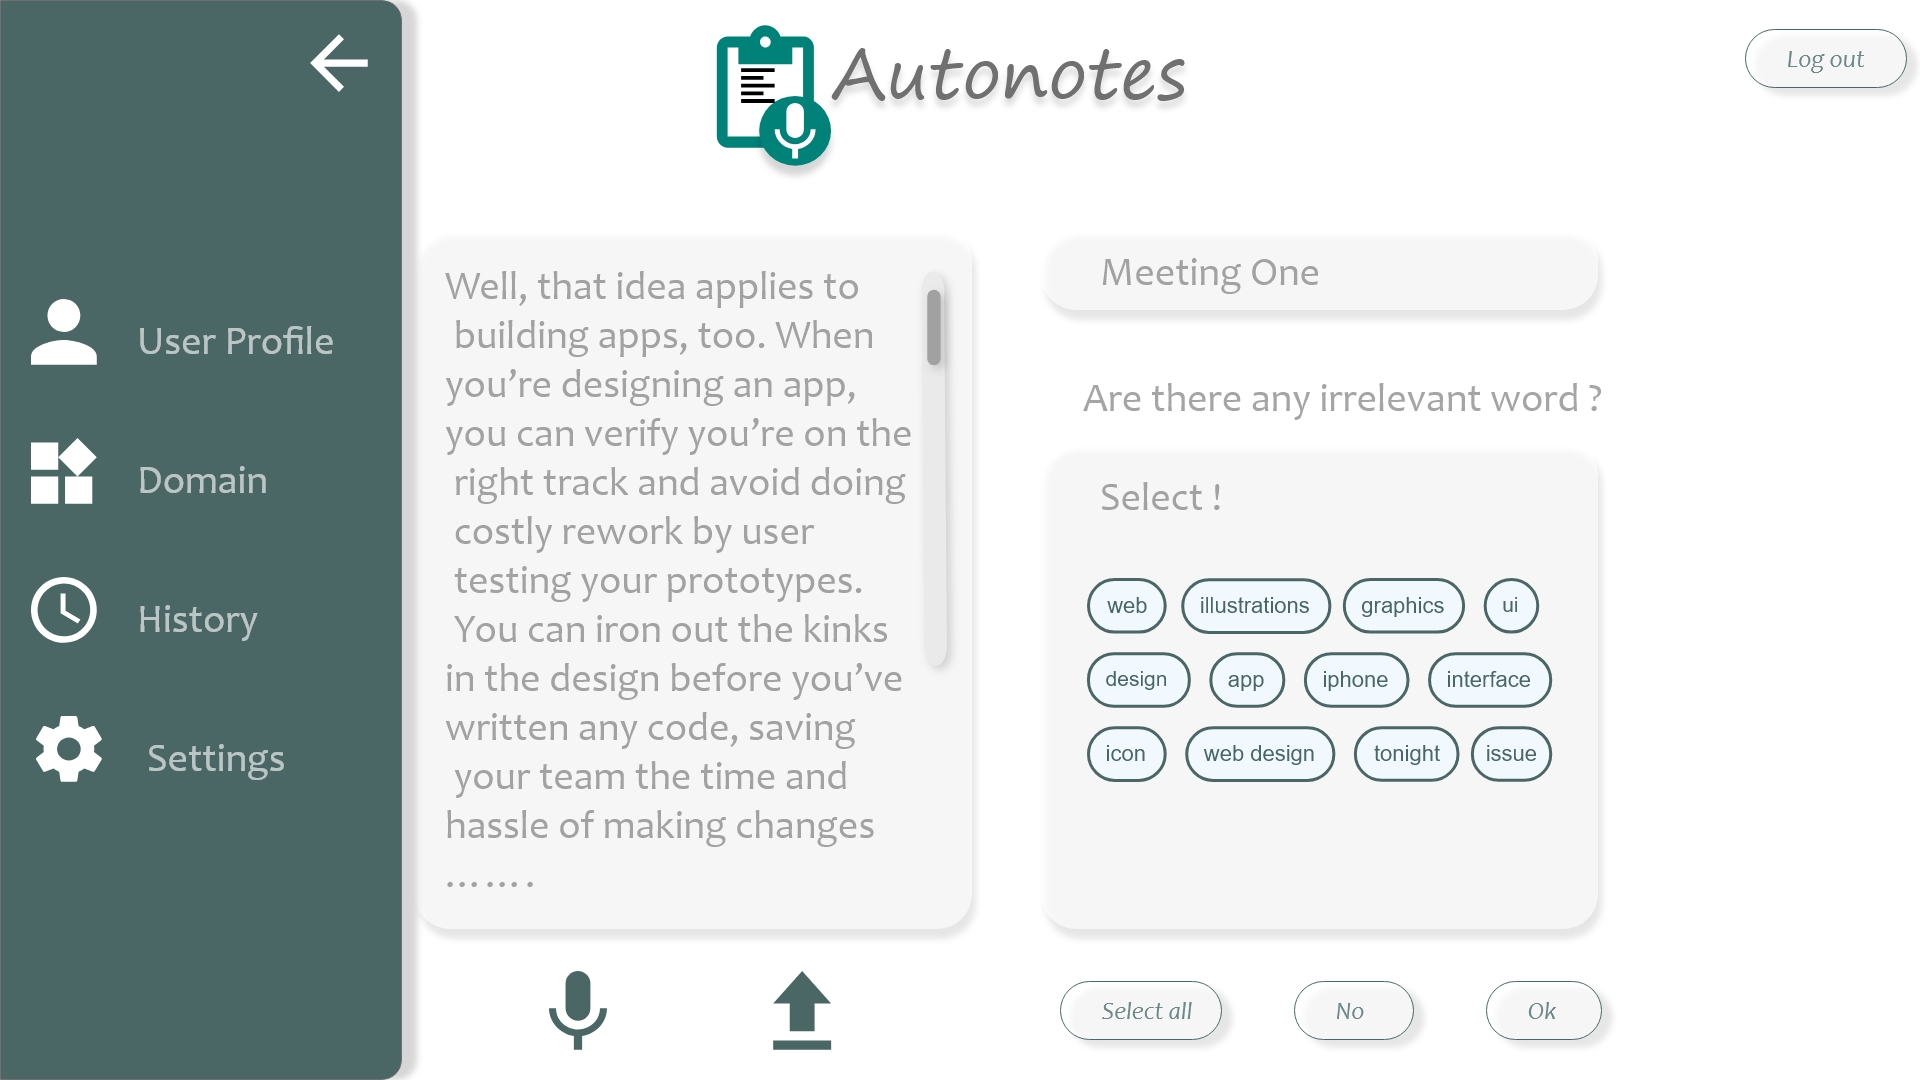 Autonotes
Log out
User Profile
Domain
History
Settings
Well, that idea applies to
building apps, too. When
you’re designing an app,
you can verify you’re on the
right track and avoid doing
costly rework by user
testing your prototypes.
You can iron out the kinks
in the design before you’ve
written any code, saving
your team the time and
hassle of making changes
…….
Meeting One
Are there any irrelevant word ?
Select !
web illustrations graphics ui
design app iphone interface
icon web design tonight issue
Select all No Ok